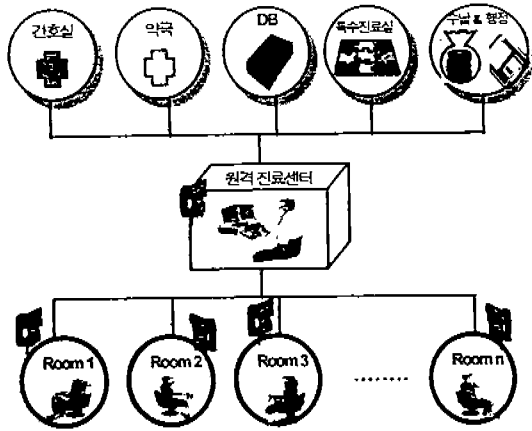 간호실
약국
DB
특수진료실
수납 & 행정
원격 진료센터
Room 1
Room 2
Room 3
........
Room n